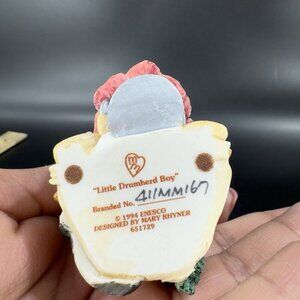 "Little Drumherd Boy"
Branded No. 411MM167
© 1994 ENESCO
DESIGNED BY MARY RHYNER
651729